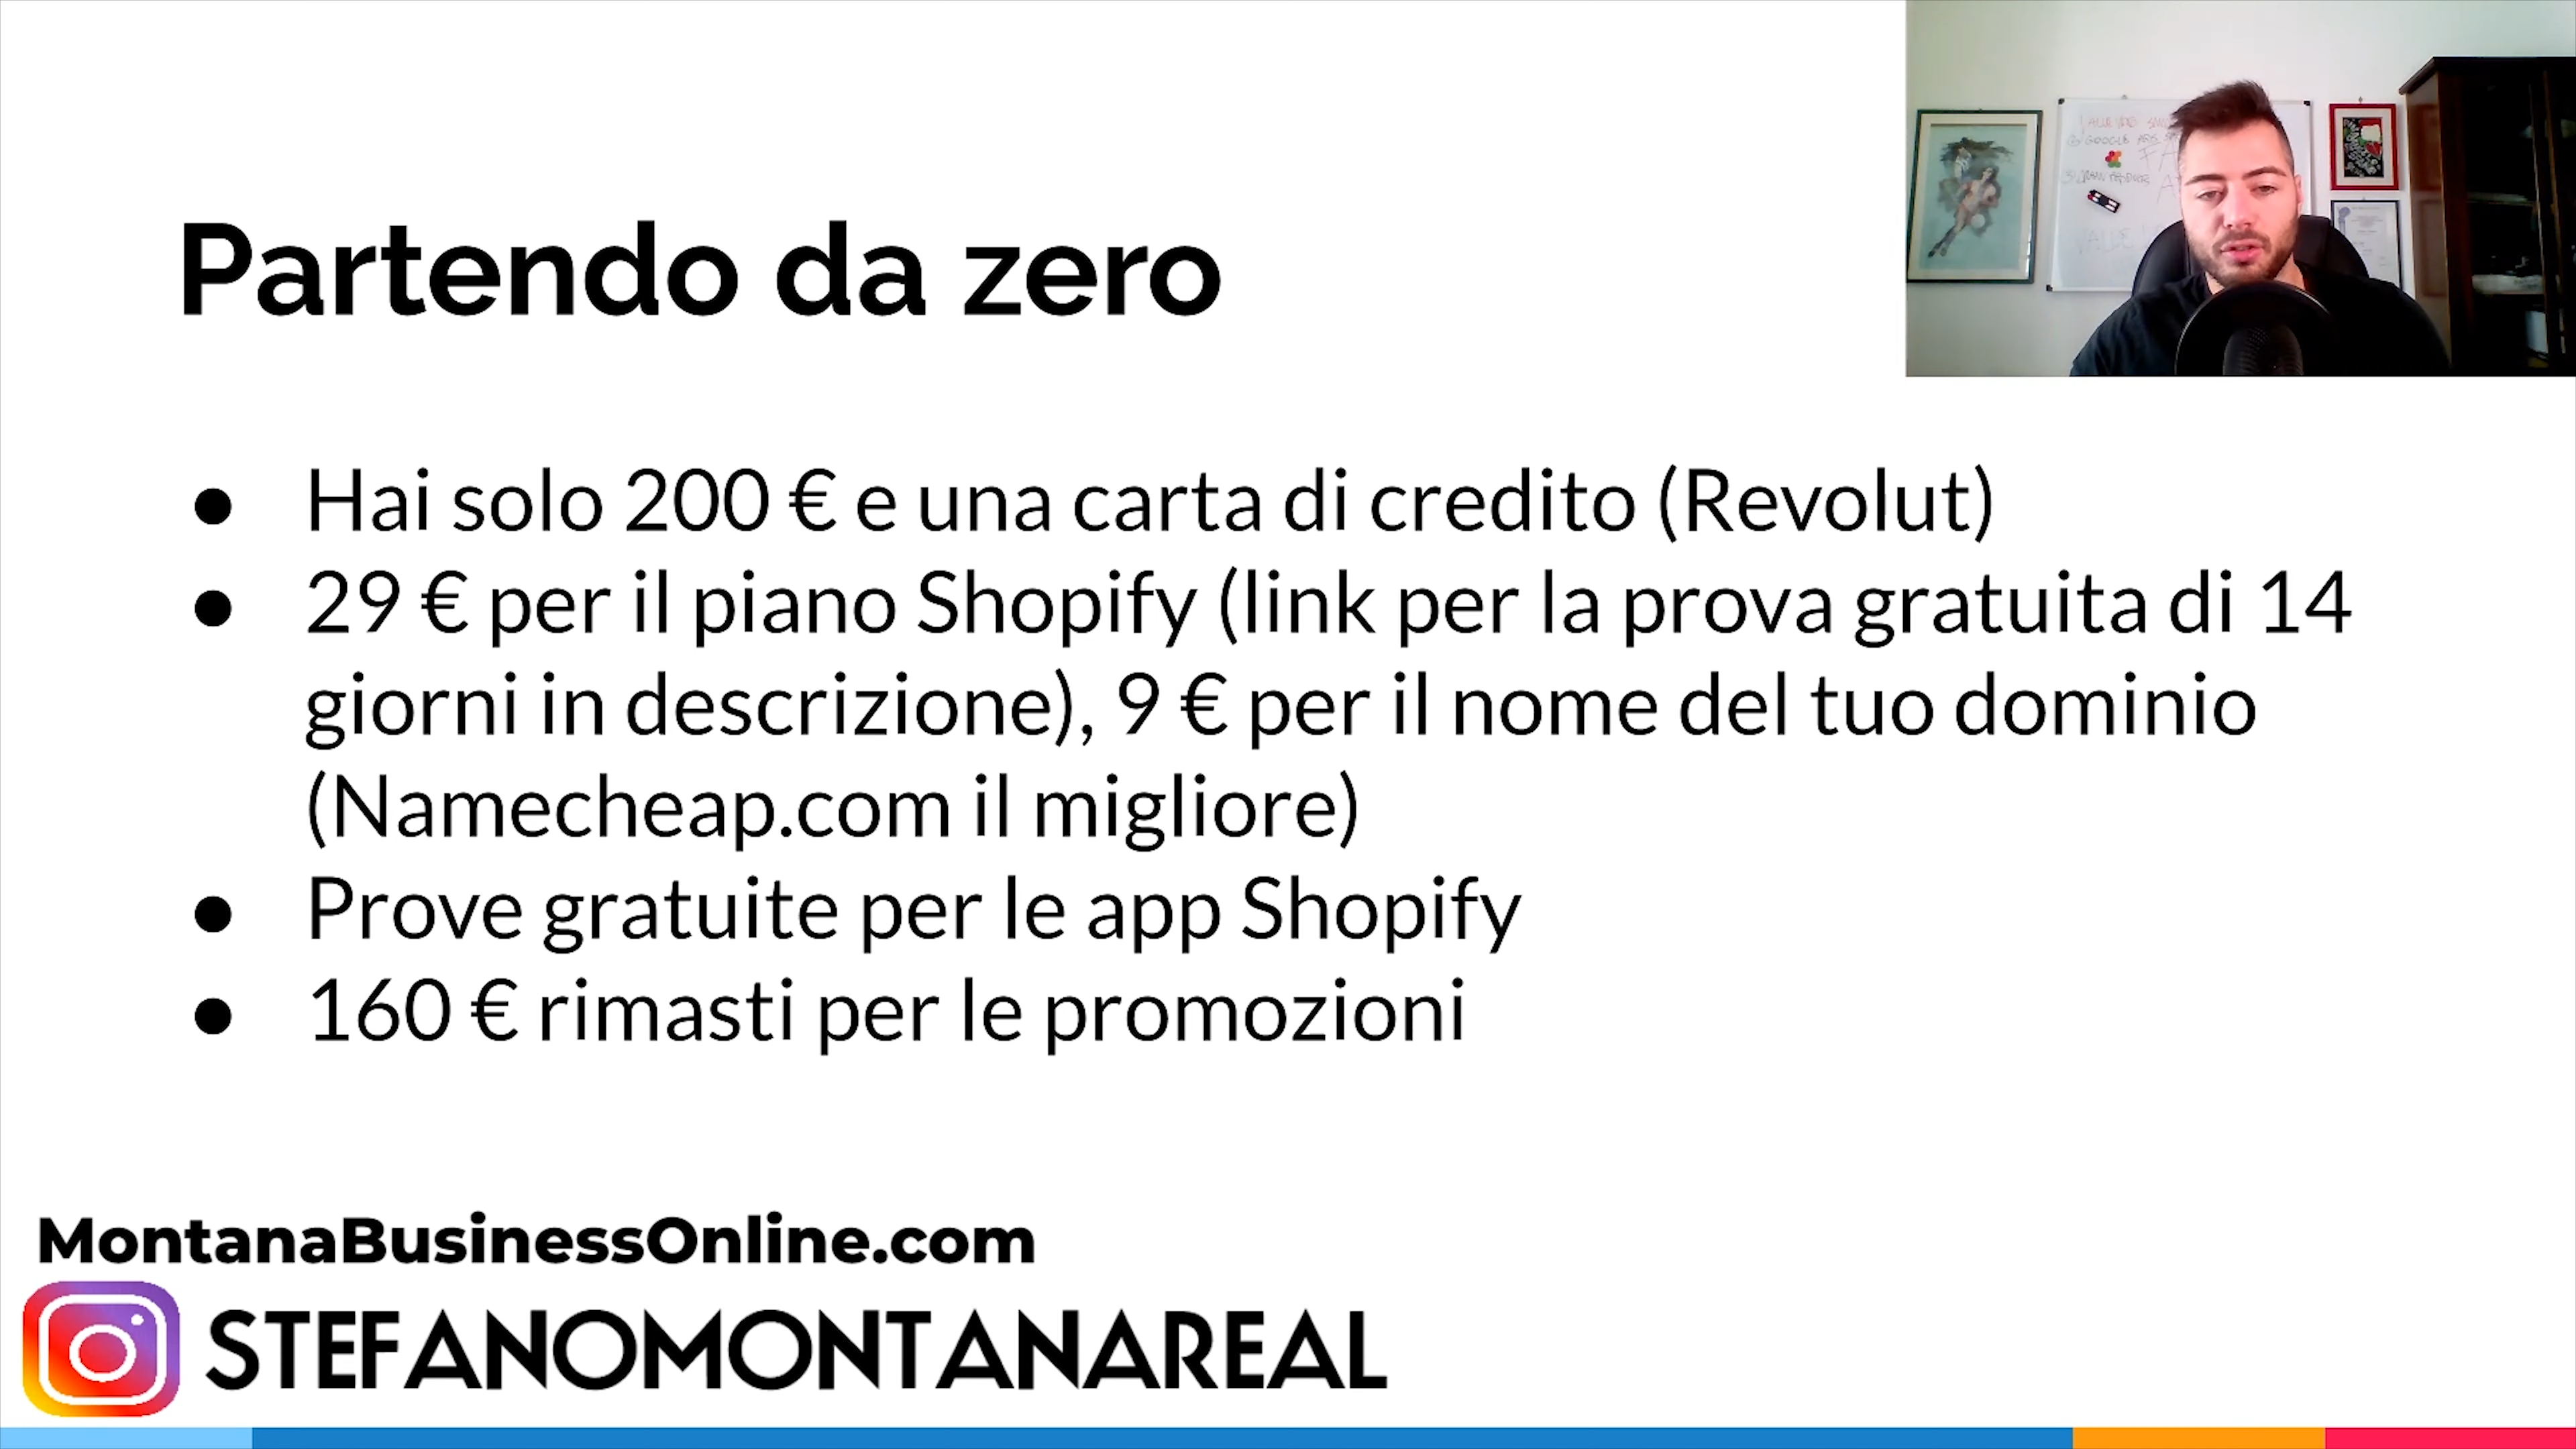 Partendo da zero
● Hai solo 200 € e una carta di credito (Revolut)
● 29 € per il piano Shopify (link per la prova gratuita di 14
giorni in descrizione), 9 € per il nome del tuo dominio
(Namecheap.com il migliore)
● Prove gratuite per le app Shopify
● 160 € rimasti per le promozioni
MontanaBusinessOnline.com
STEFANOMONTANAREAL
GOOGLE